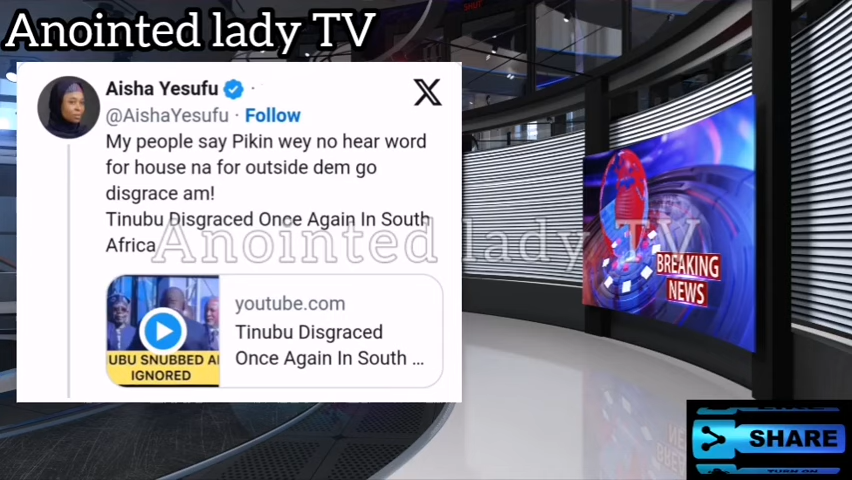 Anointed lady TV
Aisha Yesufu ·
@AishaYesufu · Follow
My people say Pikin wey no hear word
for house na for outside dem go
disgrace am!
Tinubu Disgraced Once Again In South
Africa
Anointed lady TV
youtube.com
Tinubu Disgraced
Once Again In South ...
UBU SNUBBED A
IGNORED
BREAKING
NEWS
SHARE